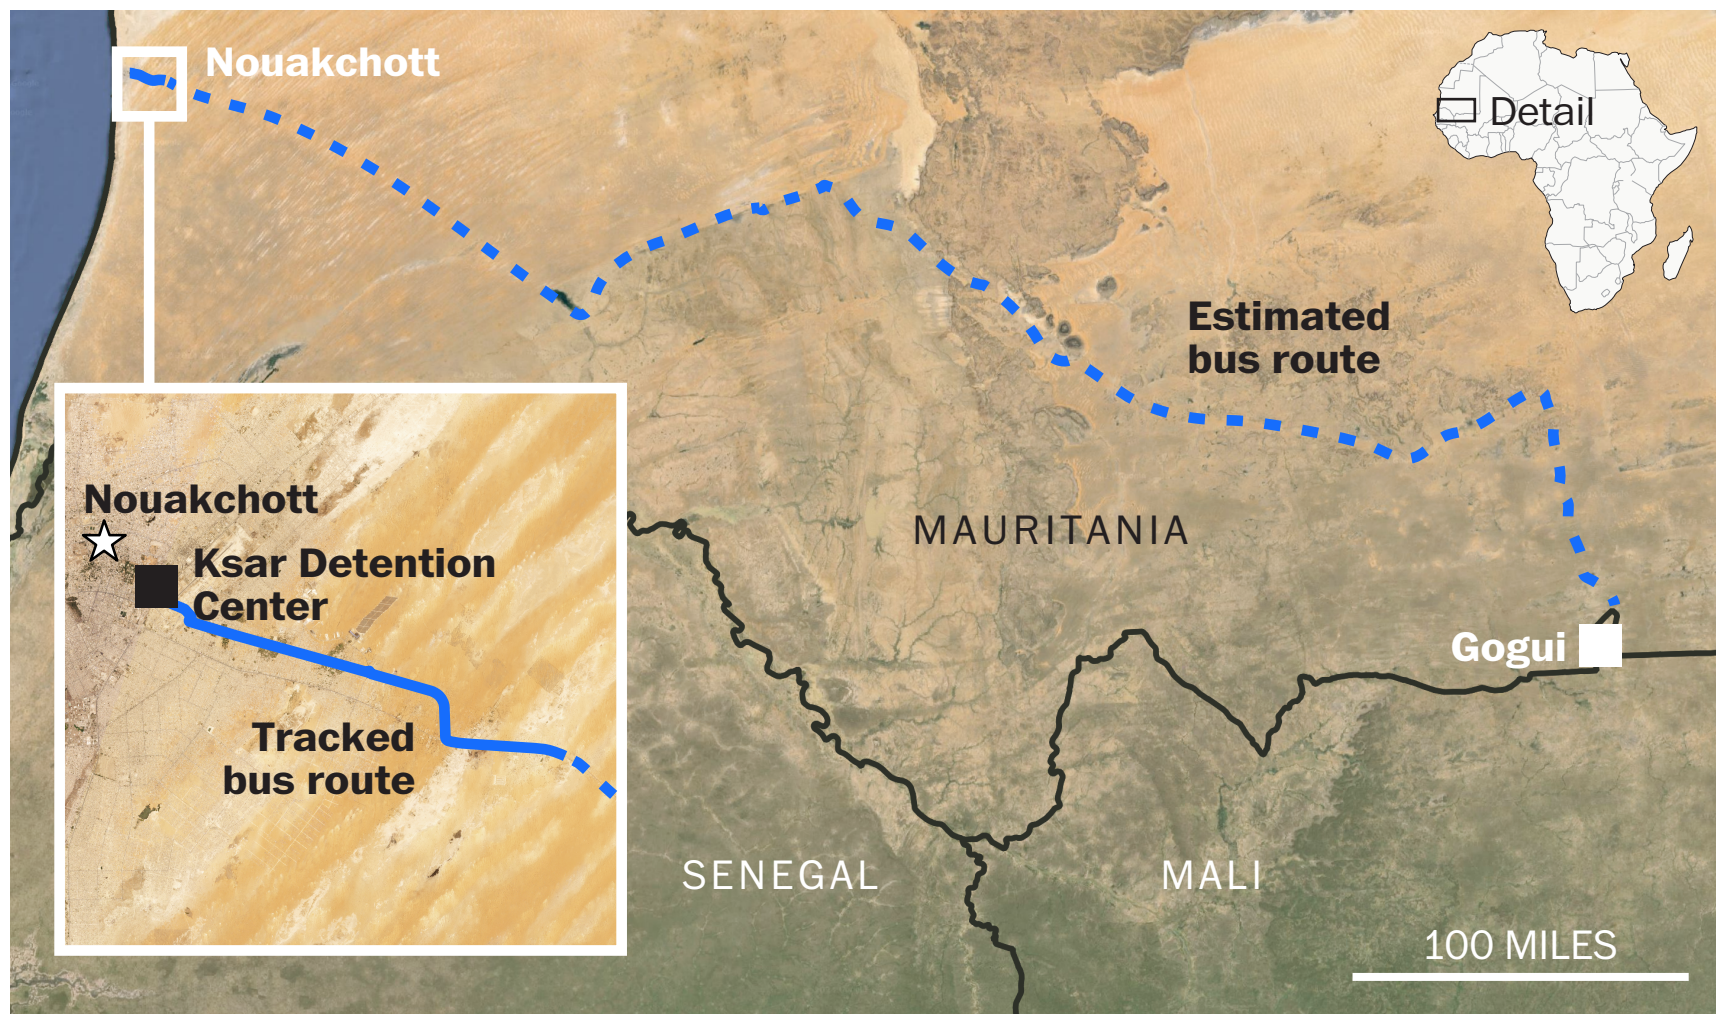 Nouakchott
Detail
Estimated
bus route
Nouakchott
Ksar Detention
Center
MAURITANIA
Gogui
Tracked
bus route
SENEGAL
MALI
100 MILES